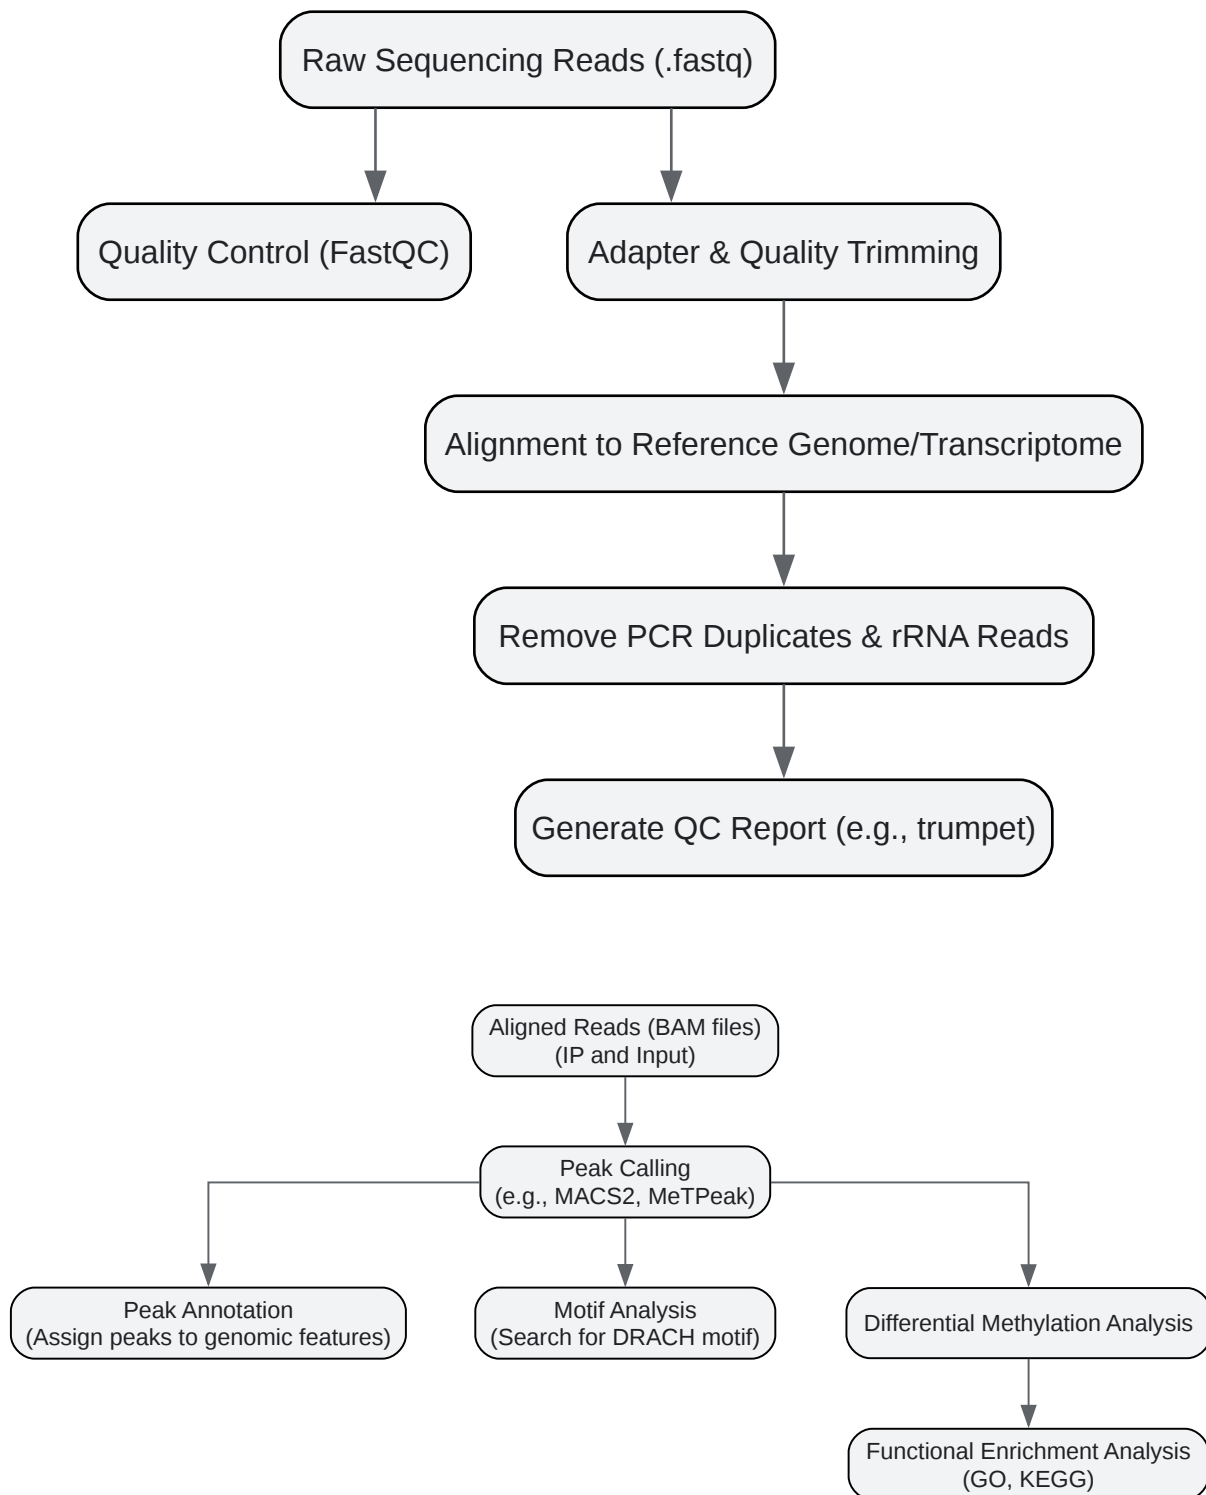 Raw Sequencing Reads (.fastq)
Quality Control (FastQC)
Adapter & Quality Trimming
Alignment to Reference Genome/Transcriptome
Remove PCR Duplicates & rRNA Reads
Generate QC Report (e.g., trumpet)
Aligned Reads (BAM files)
(IP and Input)
Peak Calling
(e.g., MACS2, MeTPeak)
Peak Annotation
(Assign peaks to genomic features)
Motif Analysis
(Search for DRACH motif)
Differential Methylation Analysis
Functional Enrichment Analysis
(GO, KEGG)